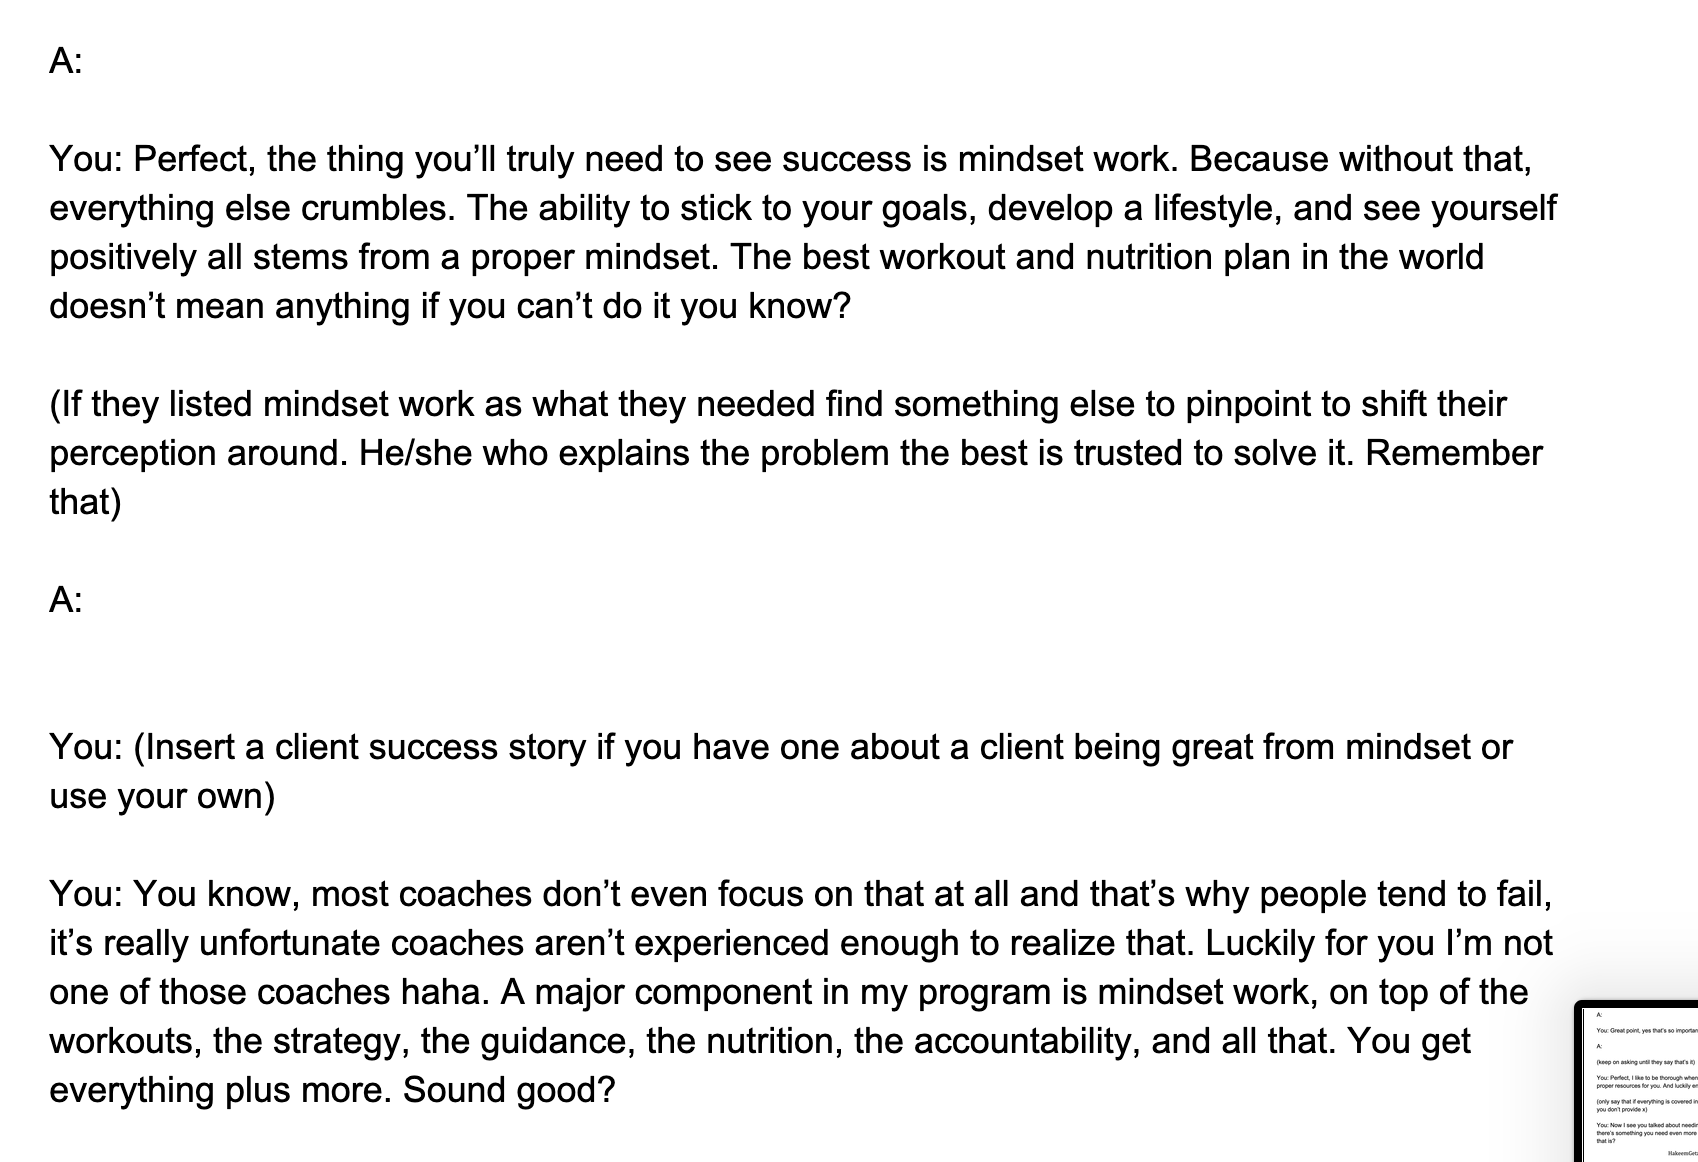 A:
You: Perfect, the thing you’ll truly need to see success is mindset work. Because without that,
everything else crumbles. The ability to stick to your goals, develop a lifestyle, and see yourself
positively all stems from a proper mindset. The best workout and nutrition plan in the world
doesn’t mean anything if you can’t do it you know?
(If they listed mindset work as what they needed find something else to pinpoint to shift their
perception around. He/she who explains the problem the best is trusted to solve it. Remember
that)
A:
You: (Insert a client success story if you have one about a client being great from mindset or
use your own)
You: You know, most coaches don’t even focus on that at all and that’s why people tend to fail,
it’s really unfortunate coaches aren’t experienced enough to realize that. Luckily for you I’m not
one of those coaches haha. A major component in my program is mindset work, on top of the
workouts, the strategy, the guidance, the nutrition, the accountability, and all that. You get
everything plus more. Sound good?
A:
You: Great point, yes that's so importan
A:
(keep on asking until they say that's it)
You: Perfect, I like to be thorough when
proper resources for you. And luckily en
(only say that if everything is covered in
you don't provide x)
You: Now I see you talked about needin
there's something you need even more
that is?
HakeemGet